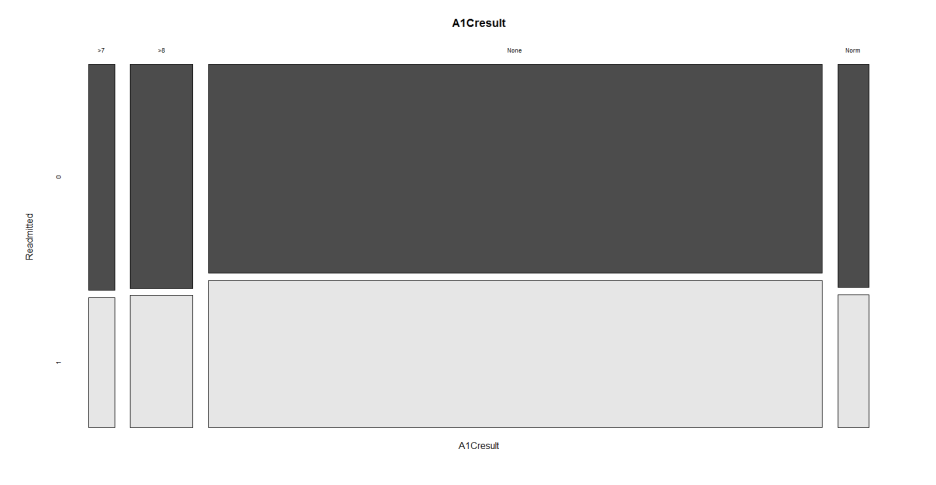 A1Cresult
>7
>8
None
Norm
0
Readmitted
1
A1Cresult